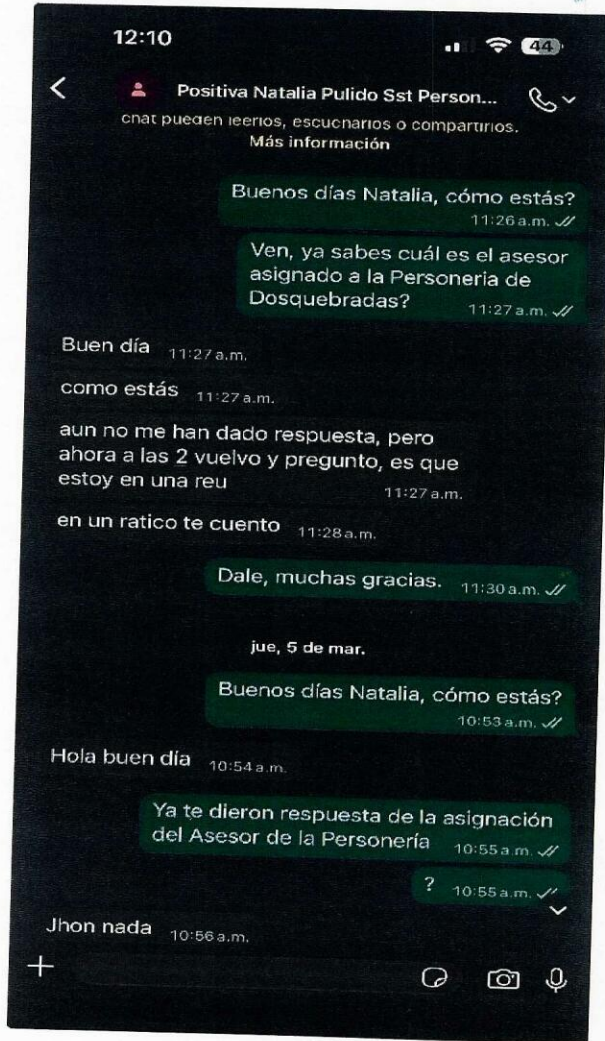 12:10
44
Positiva Natalia Pulido Sst Person...
chat pueden leerlos, escucharlos o compartirlos.
Más información
Buenos días Natalia, cómo estás?
11:26 a.m.
Ven, ya sabes cuál es el asesor
asignado a la Personeria de
Dosquebradas?
11:27 a.m.
Buen día 11:27 a.m.
como estás 11:27 a.m.
aun no me han dado respuesta, pero
ahora a las 2 vuelvo y pregunto, es que
estoy en una reu
11:27 a.m.
en un ratico te cuento 11:28 a.m.
Dale, muchas gracias. 11:30 a.m.
jue, 5 de mar.
Buenos días Natalia, cómo estás?
10:53 a.m.
Hola buen día 10:54 a.m.
Ya te dieron respuesta de la asignación
del Asesor de la Personería 10:55 a.m.
? 10:55 a.m.
Jhon nada 10:56 a.m.